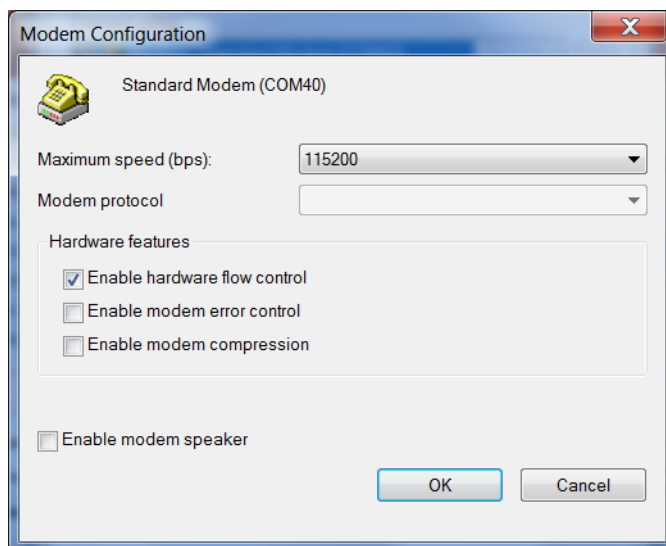 Modem Configuration
Standard Modem (COM40)
Maximum speed (bps): 115200
Modem protocol
Hardware features
Enable hardware flow control
Enable modem error control
Enable modem compression
Enable modem speaker
OK Cancel